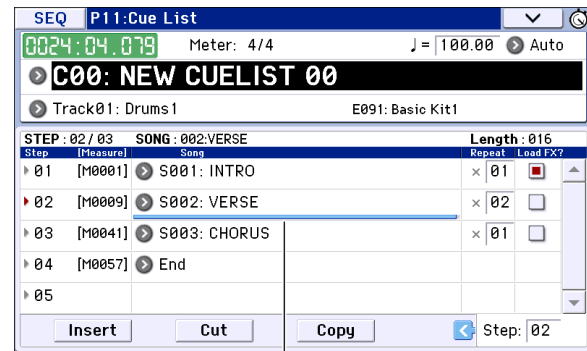 SEQ P11:Cue List
0024:04.079 Meter: 4/4 ♩= 100.00 Auto
C00: NEW CUELIST 00
Track01: Drums1 E091: Basic Kit1
STEP : 02 / 03 SONG : 002:VERSE Length : 016
Step [Measure] Song Repeat Load FX?
01 [M0001] S001: INTRO × 01
02 [M0009] S002: VERSE × 02
03 [M0041] S003: CHORUS × 01
04 [M0057] End
05
Insert Cut Copy Step: 02